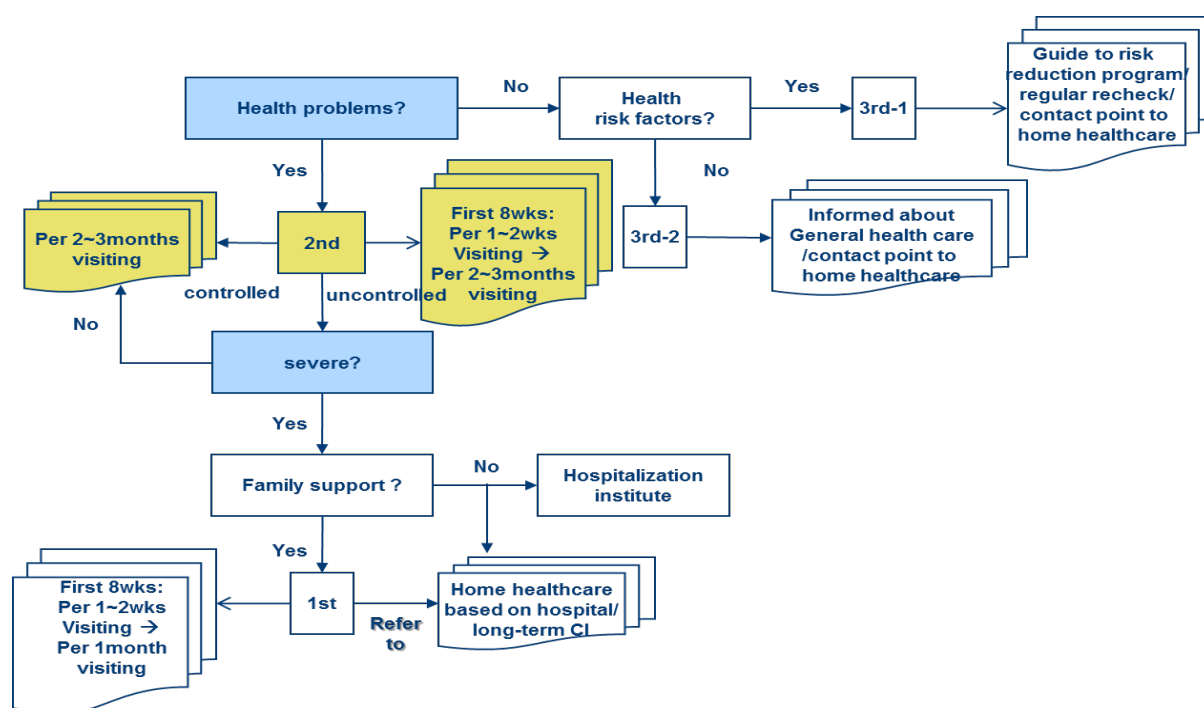 Health problems?
No
Health
risk factors?
Yes
3rd-1
Guide to risk
reduction program/
regular recheck/
contact point to
home healthcare
Yes
No
Per 2~3months
visiting
2nd
First 8wks:
Per 1~2wks
Visiting →
Per 2~3months
visiting
3rd-2
Informed about
General health care
/contact point to
home healthcare
controlled
uncontrolled
No
severe?
Yes
Family support ?
No
Hospitalization
institute
Yes
First 8wks:
Per 1~2wks
Visiting →
Per 1month
visiting
1st
Refer
to
Home healthcare
based on hospital/
long-term CI